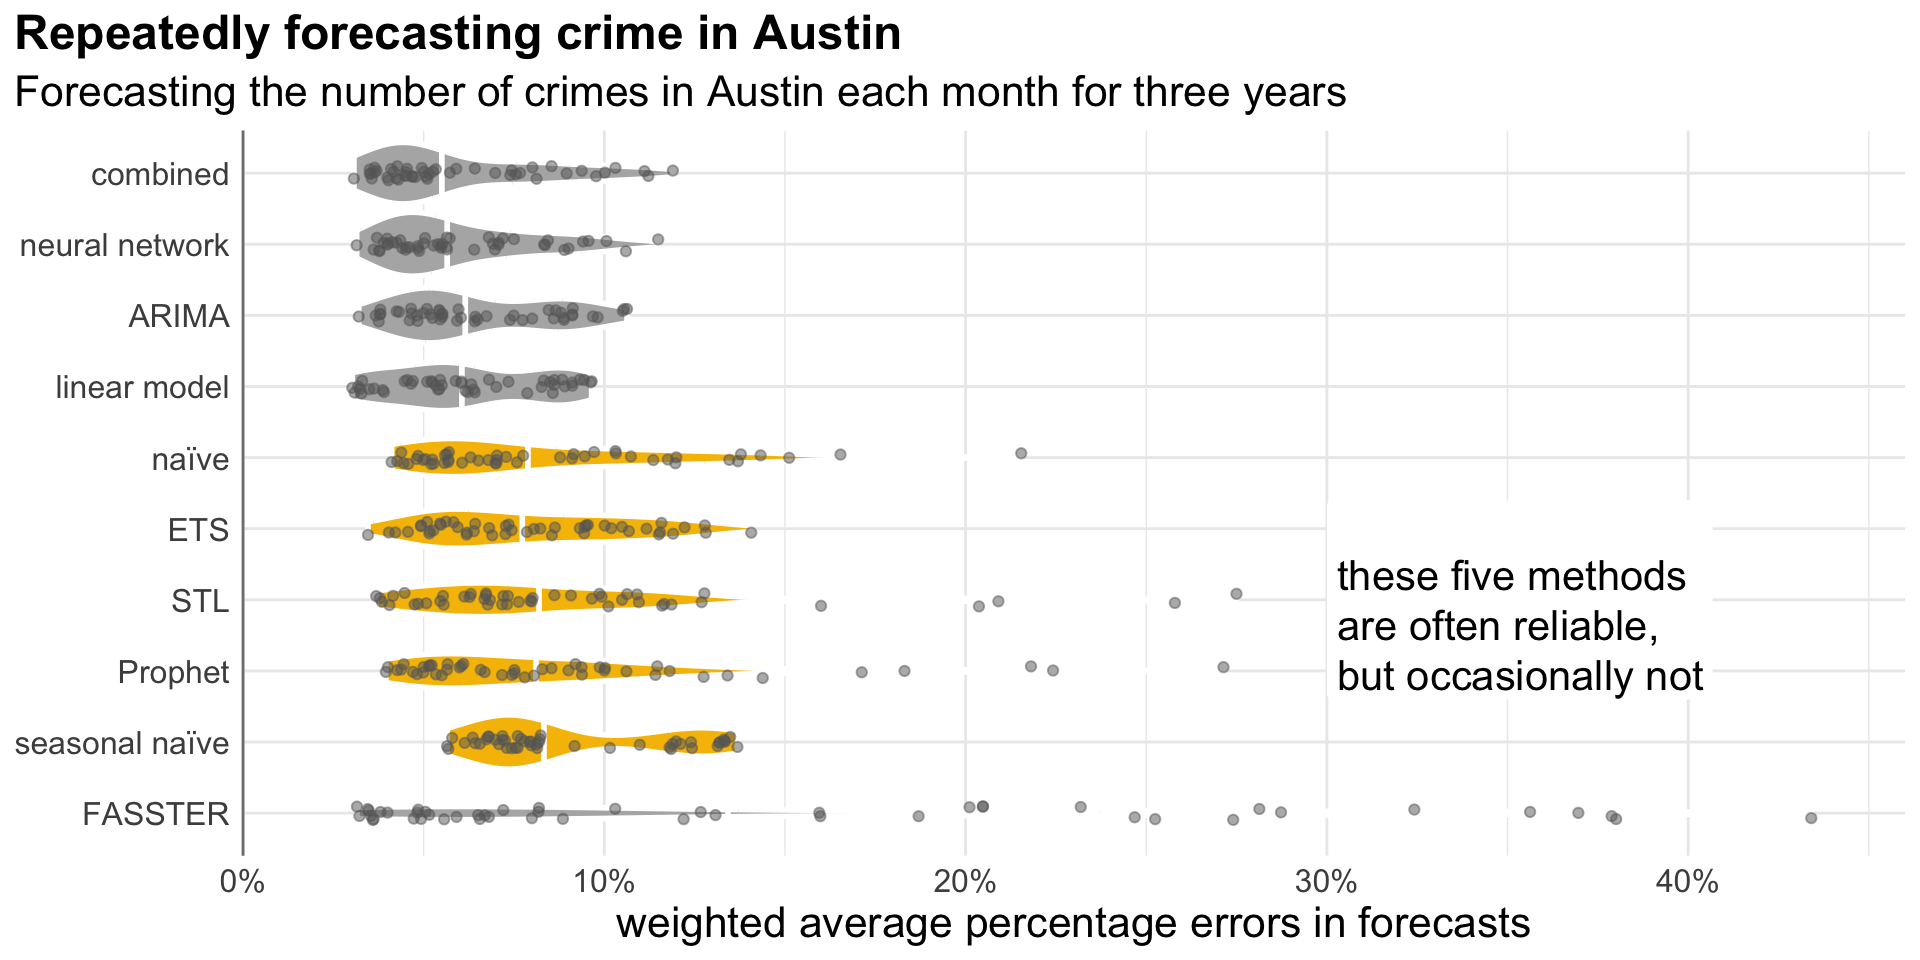 Repeatedly forecasting crime in Austin
Forecasting the number of crimes in Austin each month for three years
combined
neural network
ARIMA
linear model
naïve
ETS
STL
Prophet
seasonal naïve
FASSTER
these five methods
are often reliable,
but occasionally not
0% 10% 20% 30% 40%
weighted average percentage errors in forecasts